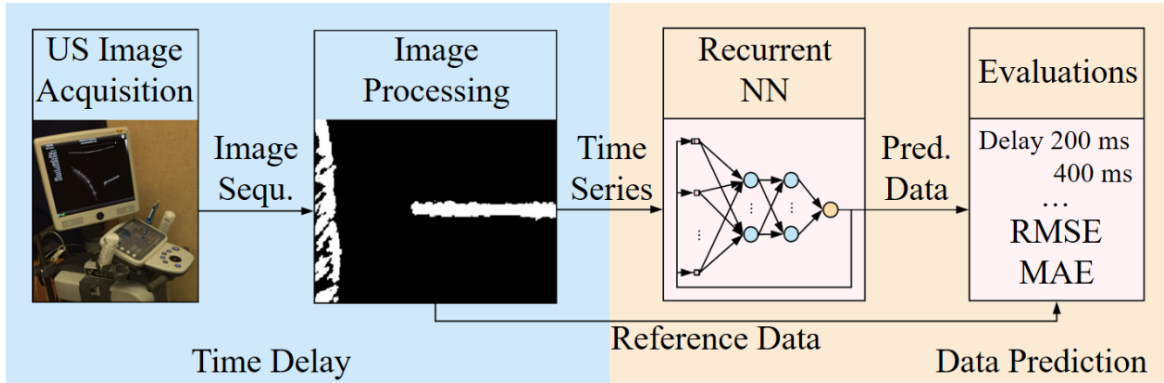 US Image
Acquisition
Image
Sequ.
Image
Processing
Time
Series
Recurrent
NN
Pred.
Data
Evaluations
Delay 200 ms
400 ms
...
RMSE
MAE
Reference Data
Time Delay
Data Prediction